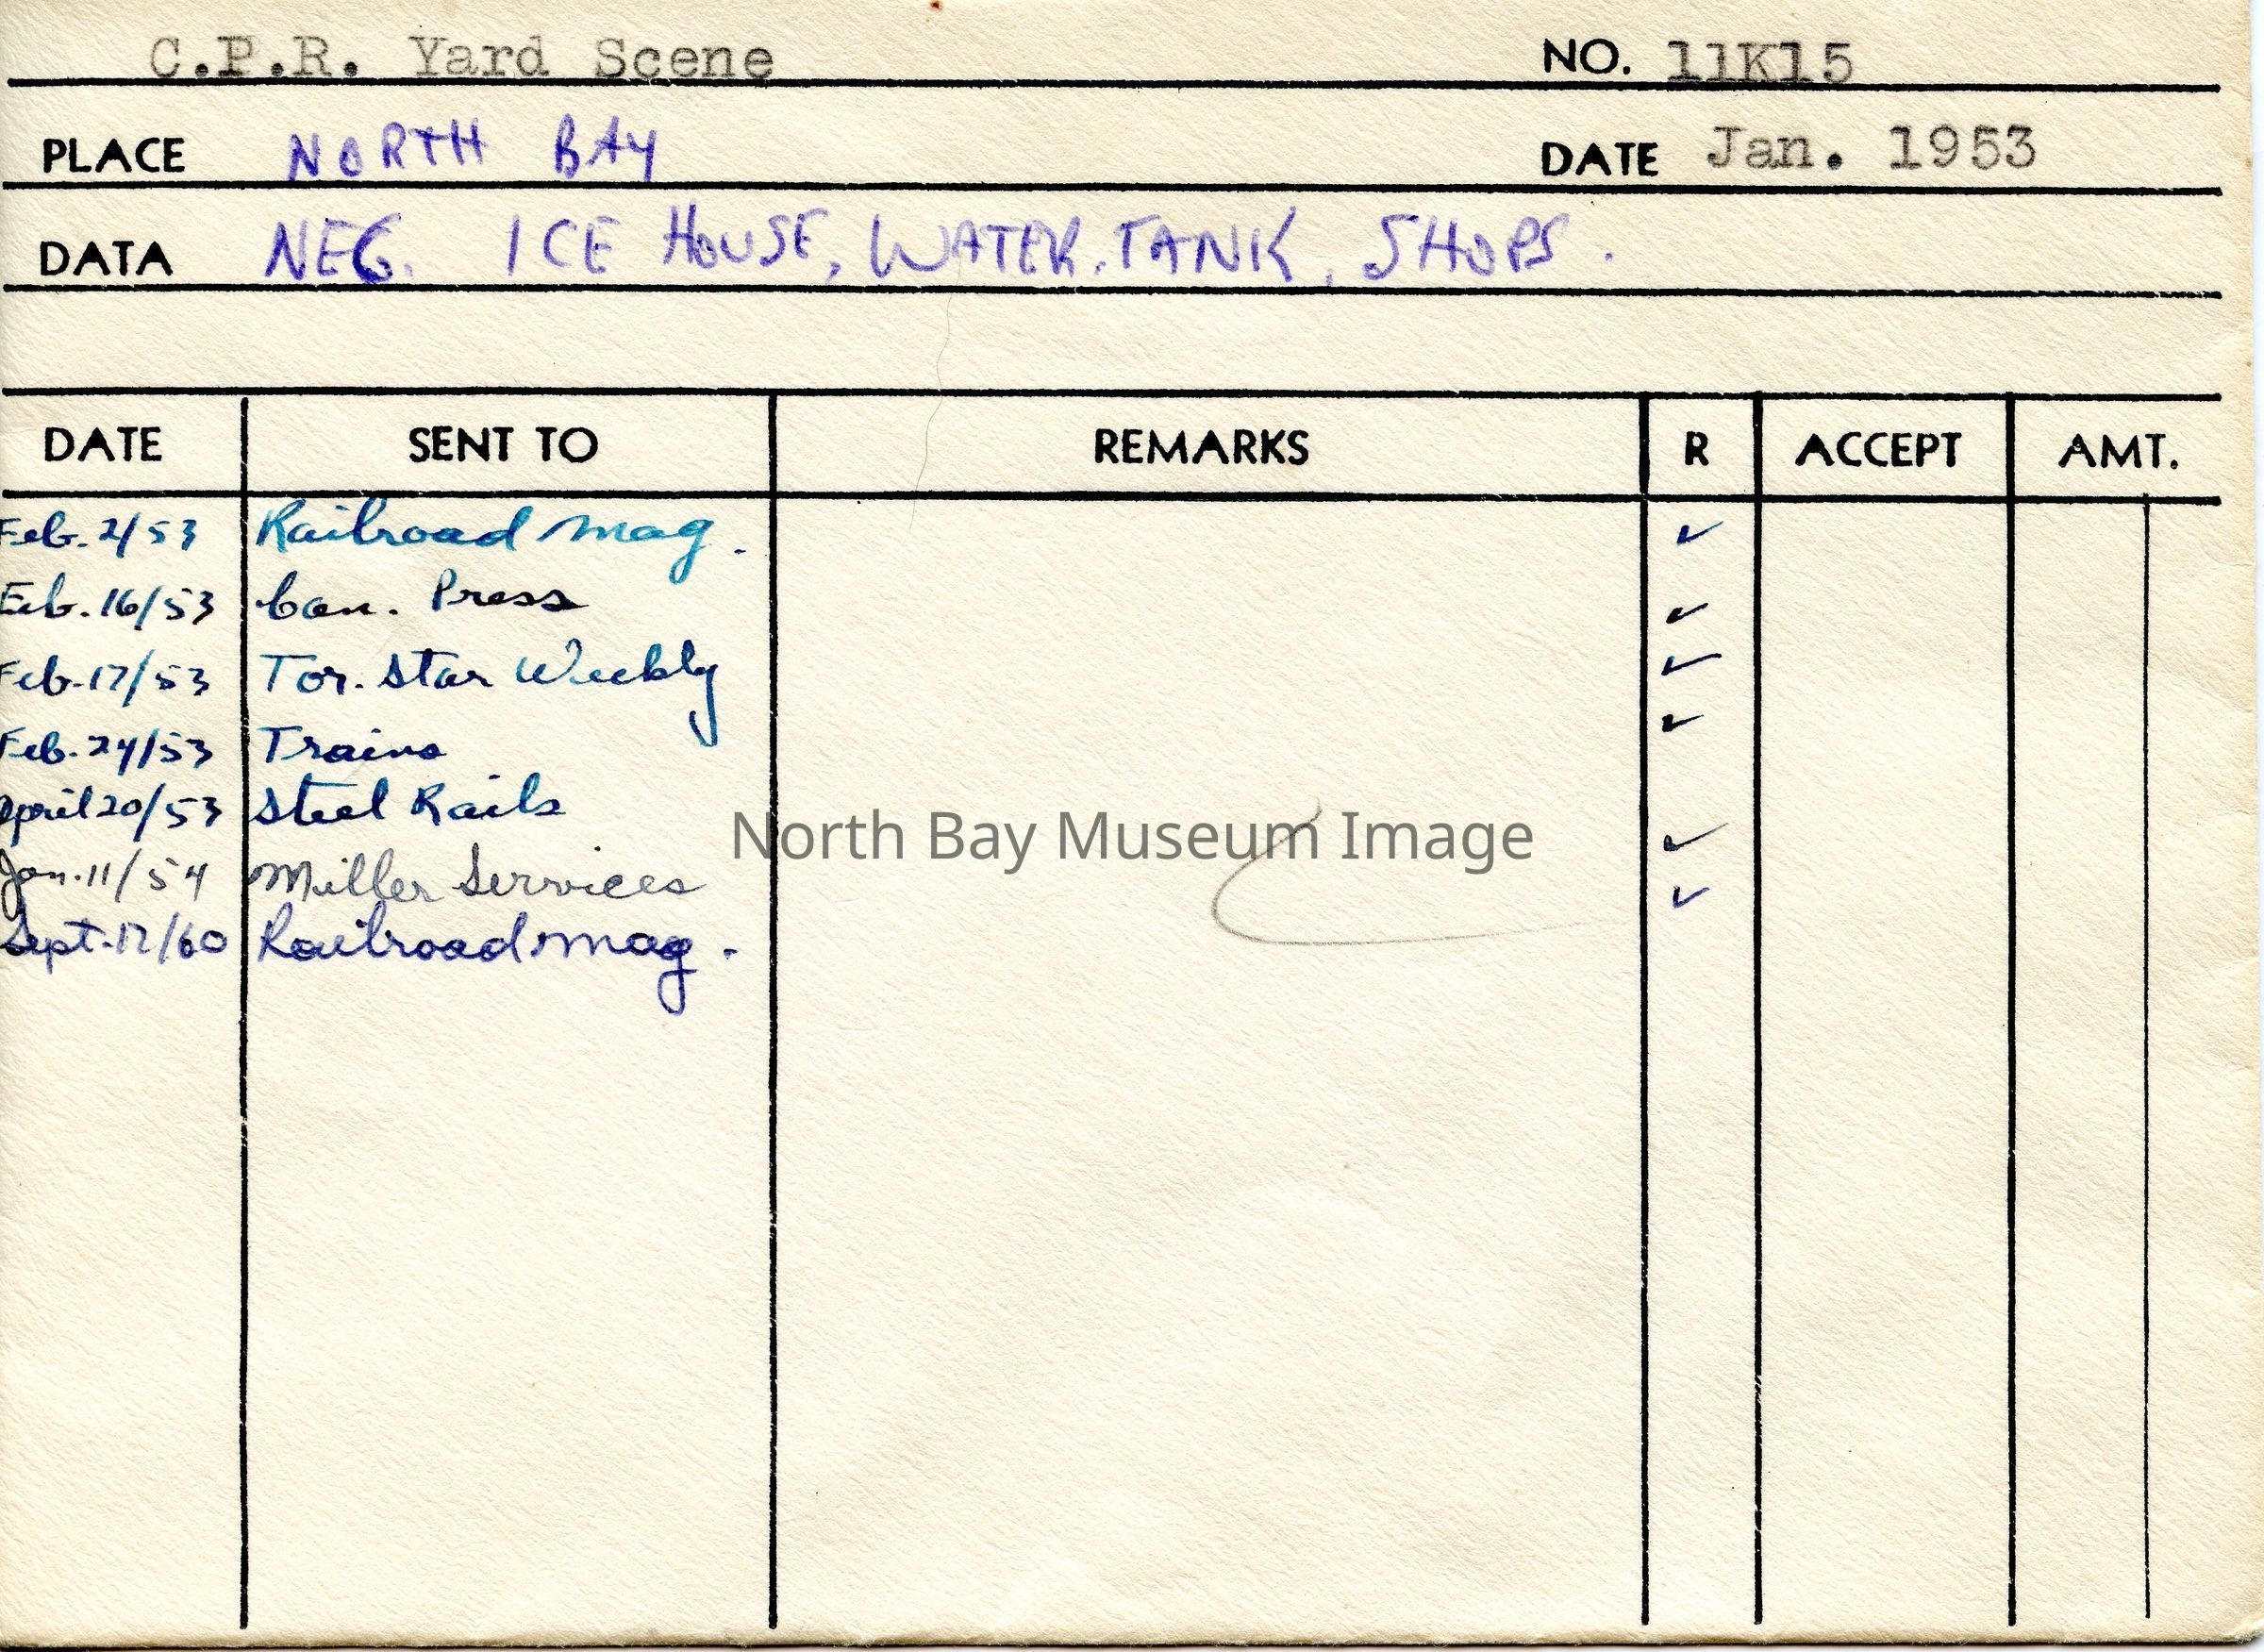 C.P.R. Yard Scene NO. 11K15
PLACE NORTH BAY DATE Jan. 1953
DATA NEG. ICE HOUSE, WATER TANK, SHOPS.
DATE SENT TO REMARKS R ACCEPT AMT.
Feb. 2/53 Railroad Mag. ✓
Feb. 16/53 Can. Press ✓
Feb. 17/53 Tor. Star Weekly ✓
Feb. 24/53 Trains ✓
April 20/53 Steel Rails
North Bay Museum Image
Jan. 11/54 Miller Services ✓
Sept. 12/60 Railroad Mag. ✓